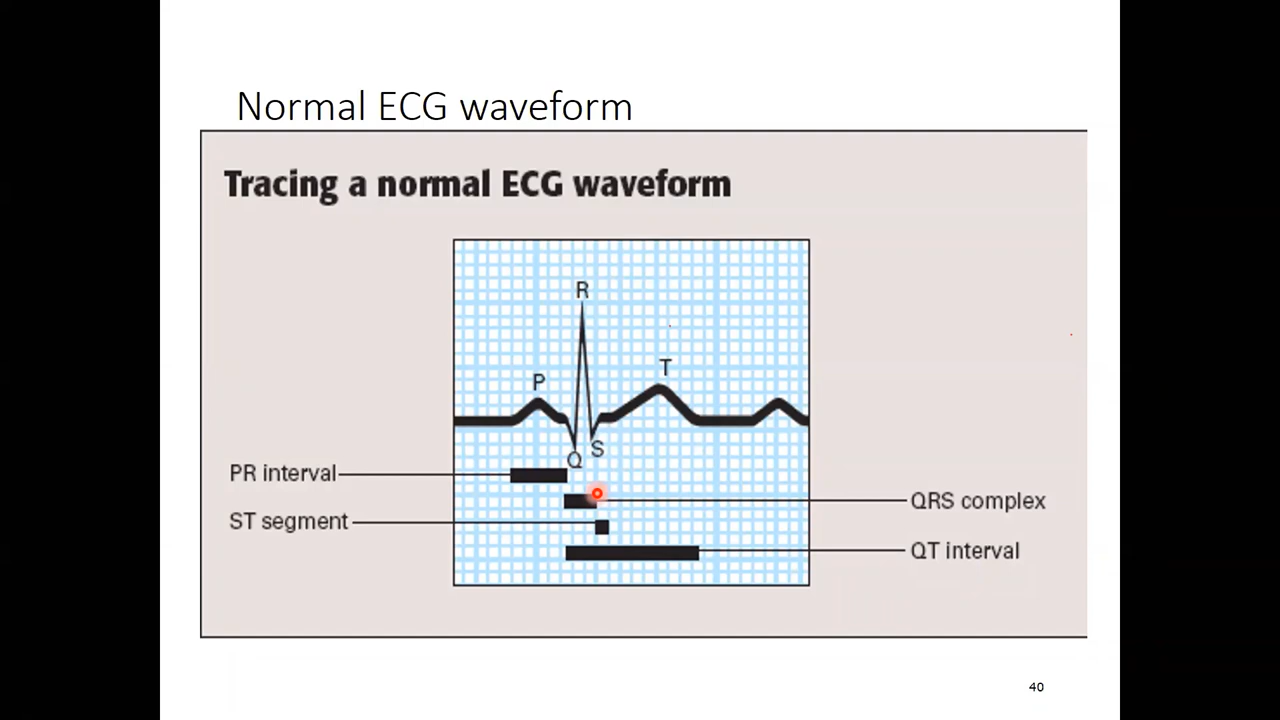 Normal ECG waveform
Tracing a normal ECG waveform
R
P
T
Q
S
PR interval
QRS complex
ST segment
QT interval
40